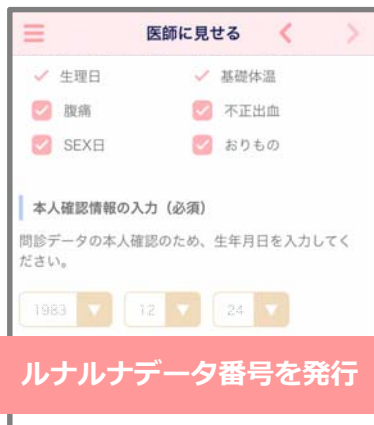 医師に見せる
生理日 基礎体温
腹痛 不正出血
SEX日 おりもの
本人確認情報の入力（必須）
問診データの本人確認のため、生年月日を入力してく
ださい。
1983 12 24
ルナルナデータ番号を発行